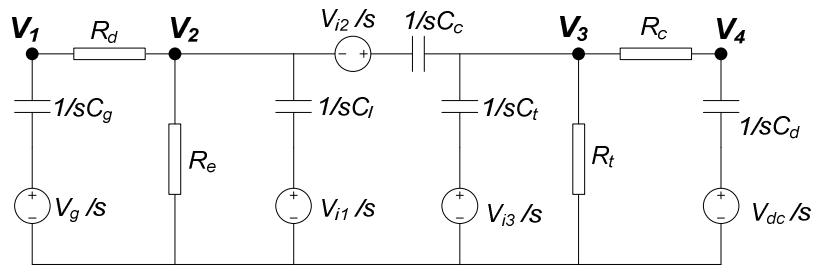 V1
Rd
V2
Vi2 /s
1/sCc
V3
Rc
V4
1/sCg
1/sCl
1/sCt
1/sCd
Re
Rt
Vg /s
Vi1 /s
Vi3 /s
Vdc /s